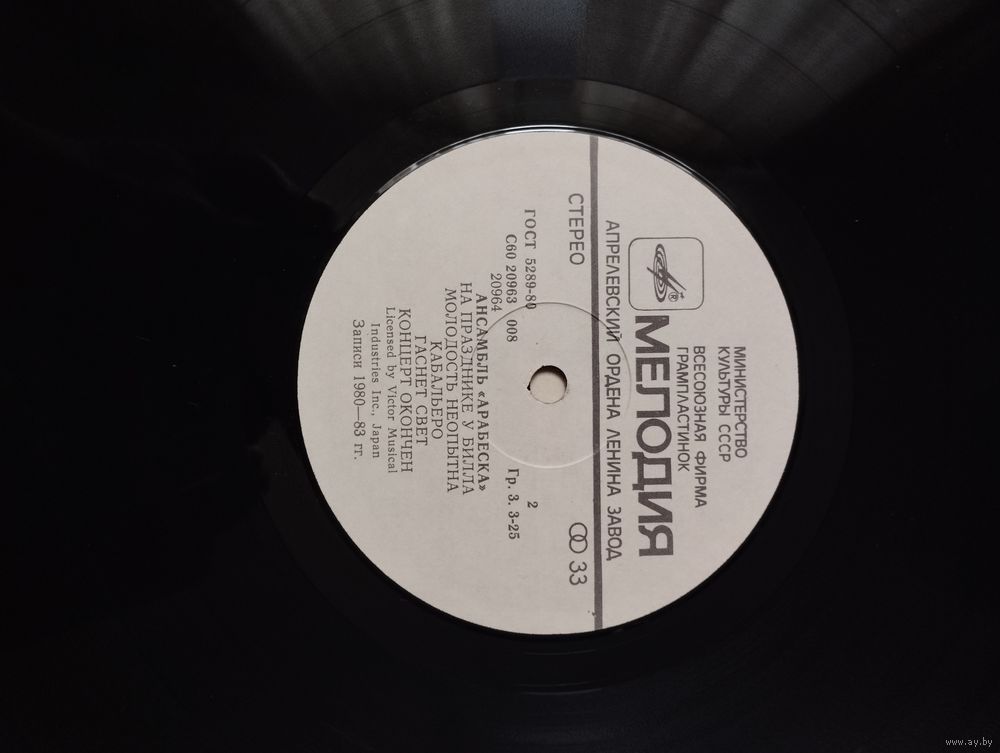 МИНИСТЕРСТВО
КУЛЬТУРЫ СССР
ВСЕСОЮЗНАЯ ФИРМА
ГРАМПЛАСТИНОК
МЕЛОДИЯ
®
АПРЕЛЕВСКИЙ ОРДЕНА ЛЕНИНА ЗАВОД
СТЕРЕО
33
ГОСТ 5289-80
2
С60 20963 008
Гр. 3. 3-25
20964
АНСАМБЛЬ «АРАБЕСКА»
НА ПРАЗДНИКЕ У БИЛЛА
МОЛОДОСТЬ НЕОПЫТНА
КАБАЛЬЕРО
ГАСНЕТ СВЕТ
КОНЦЕРТ ОКОНЧЕН
Licensed by Victor Musical
Industries Inc., Japan
Записи 1980—83 гг.
www.ay.by